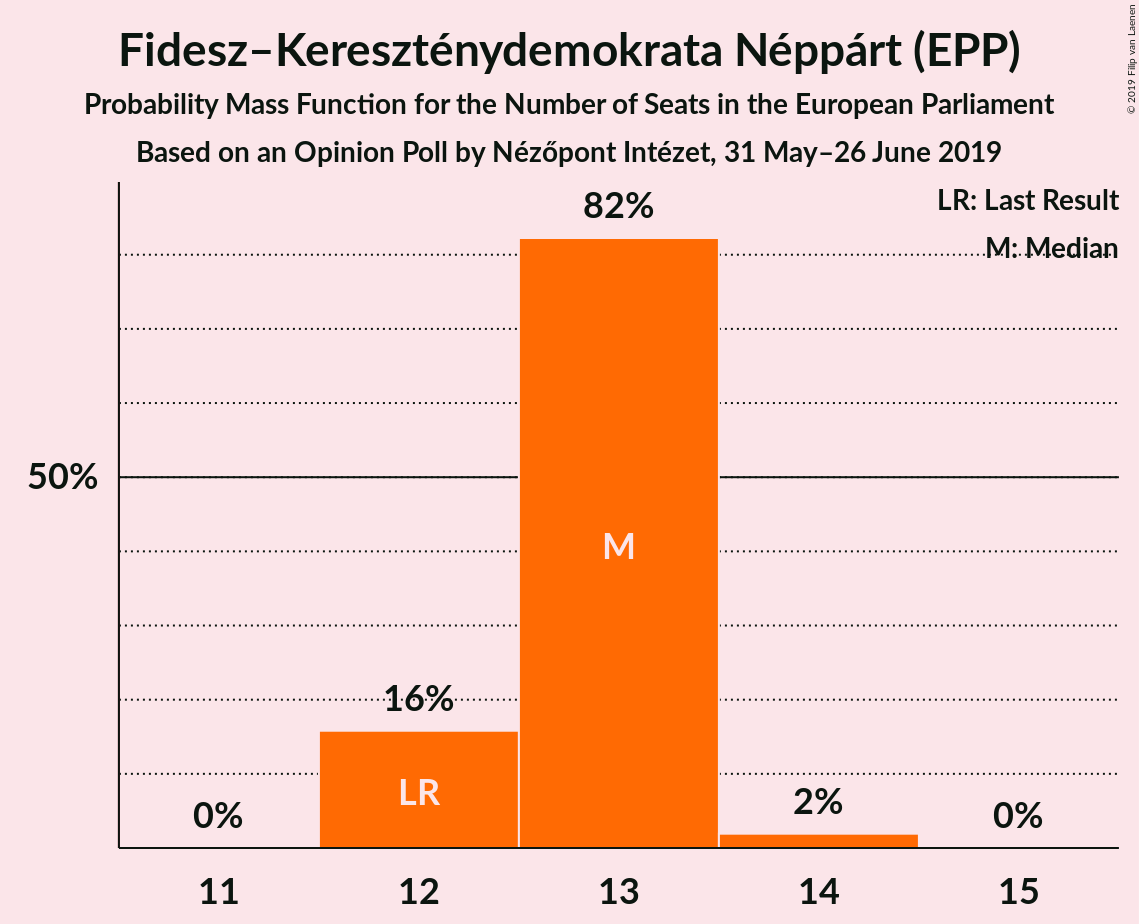 Fidesz–Kereszténydemokrata Néppárt (EPP)
Probability Mass Function for the Number of Seats in the European Parliament
Based on an Opinion Poll by Nézőpont Intézet, 31 May–26 June 2019
© 2019 Filip van Laenen
LR: Last Result
M: Median
82%
50%
M
16%
LR
0%
2%
0%
11
12
13
14
15